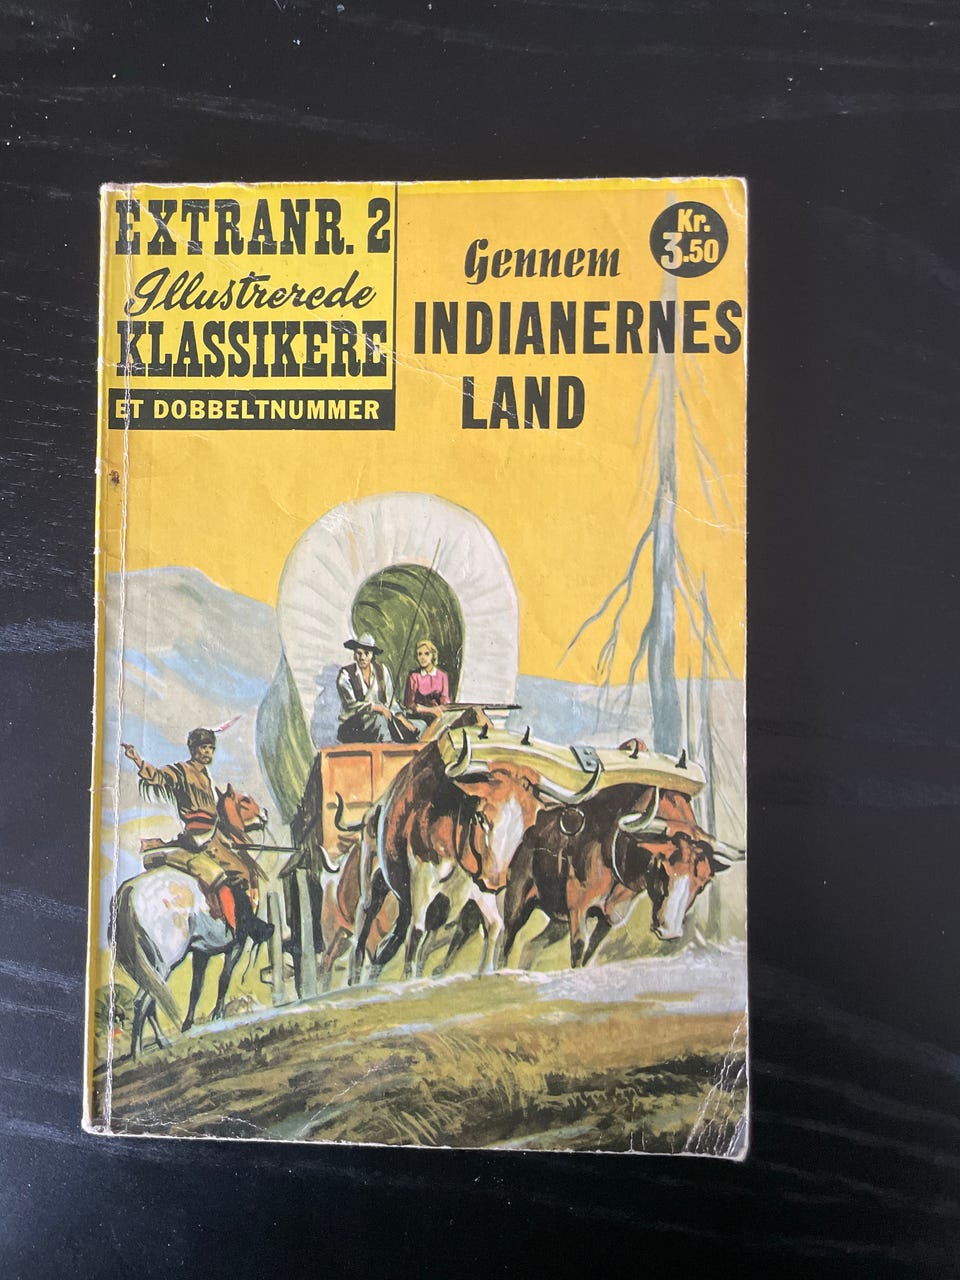 EXTRANR. 2
Illustrerede
KLASSIKERE
ET DOBBELTNUMMER
Kr.
3.50
Gennem
INDIANERNES
LAND